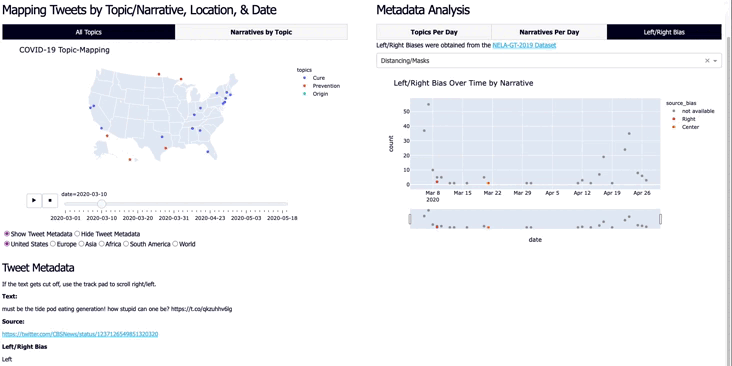 Mapping Tweets by Topic/Narrative, Location, & Date
All Topics
Narratives by Topic
COVID-19 Topic-Mapping
topics
Cure
Prevention
Origin
date=2020-03-10
2020-03-01 2020-03-10 2020-03-20 2020-03-31 2020-04-23 2020-05-03 2020-05-18
Show Tweet Metadata Hide Tweet Metadata
United States Europe Asia Africa South America World
Tweet Metadata
If the text gets cut off, use the track pad to scroll right/left.
Text:
must be the tide pod eating generation! how stupid can one be? https://t.co/qkzuhhv6lg
Source:
https://twitter.com/CBSNews/status/1237126549851320320
Left/Right Bias
Left
Metadata Analysis
Topics Per Day
Narratives Per Day
Left/Right Bias
Left/Right Biases were obtained from the NELA-GT-2019 Dataset
Distancing/Masks
Left/Right Bias Over Time by Narrative
source_bias
not available
Right
Center
count
50
40
30
20
10
0
Mar 8 Mar 15 Mar 22 Mar 29 Apr 5 Apr 12 Apr 19 Apr 26
2020
date